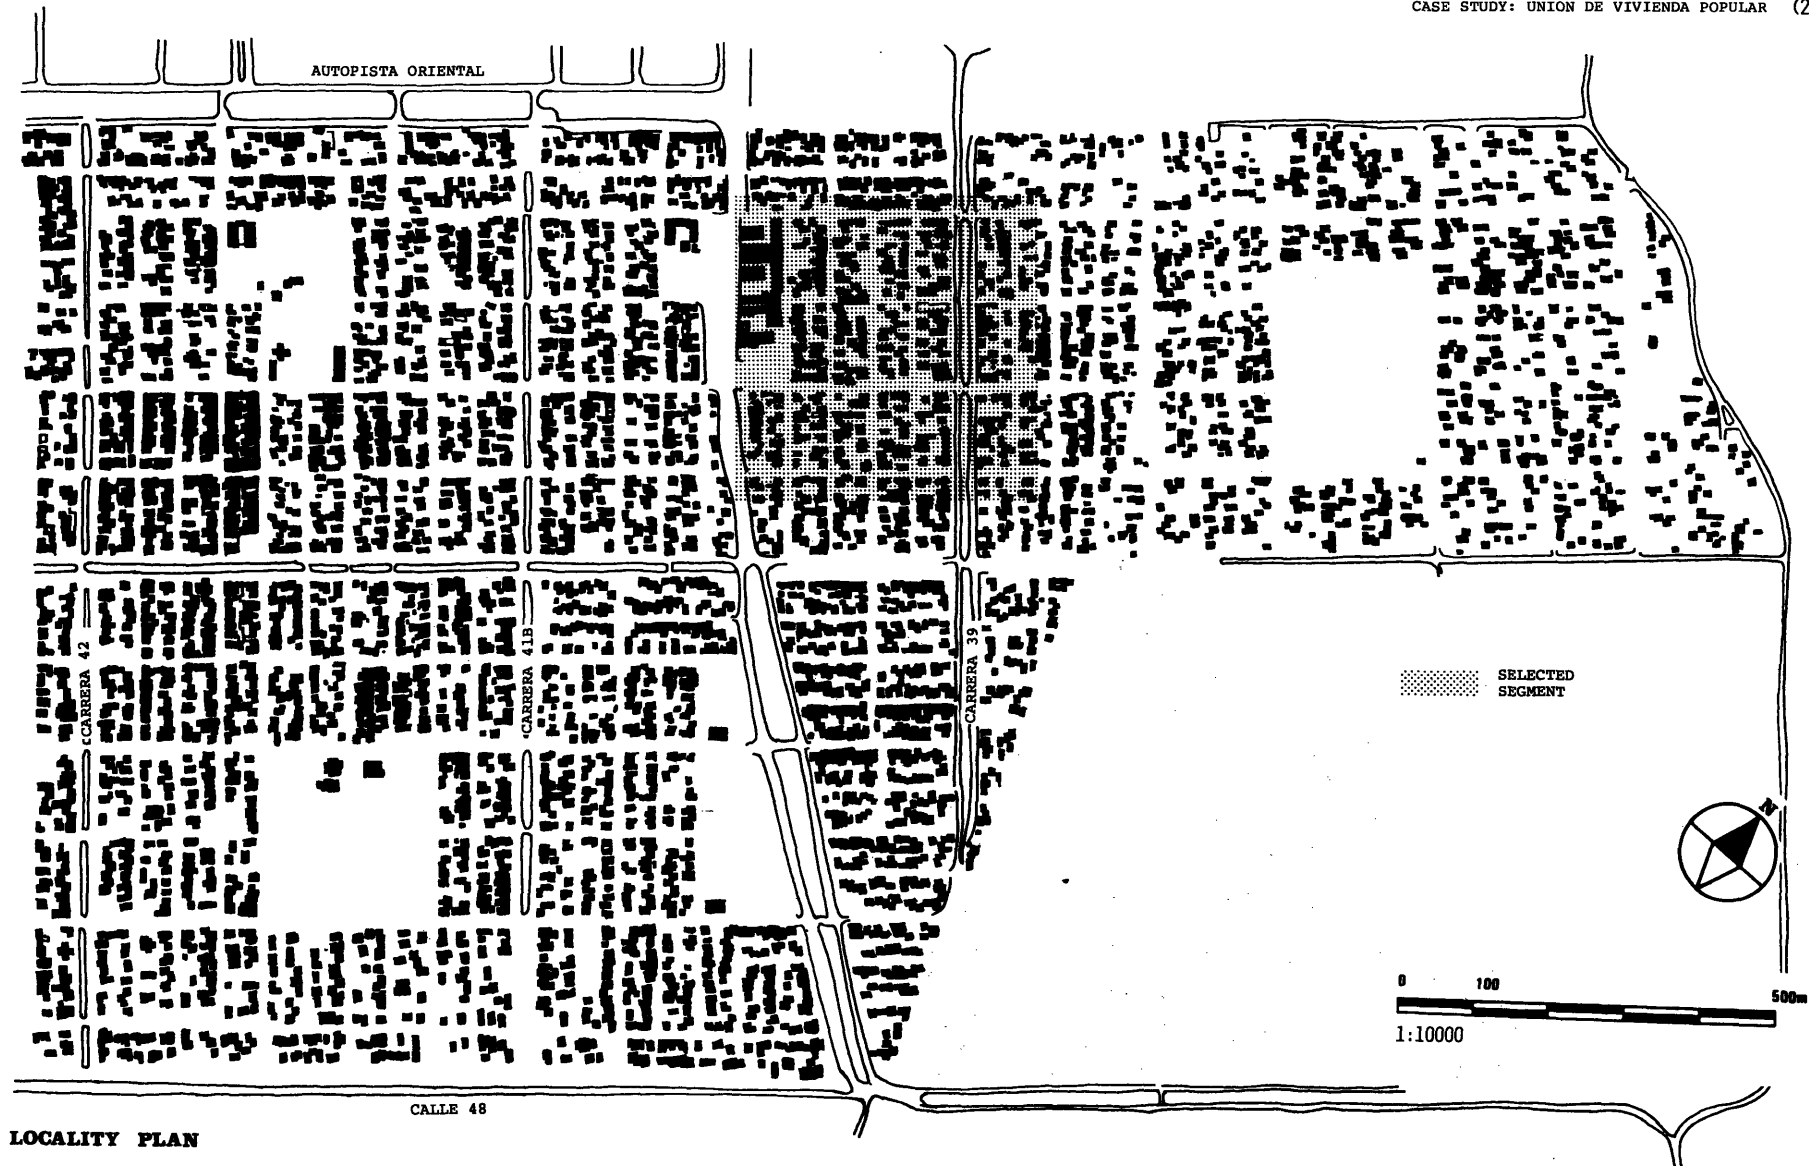 CASE STUDY: UNION DE VIVIENDA POPULAR (2
AUTOPISTA ORIENTAL
CARRERA 42
CARRERA 41B
CARRERA 39
SELECTED
SEGMENT
N
0 100 500m
1:10000
CALLE 48
LOCALITY PLAN